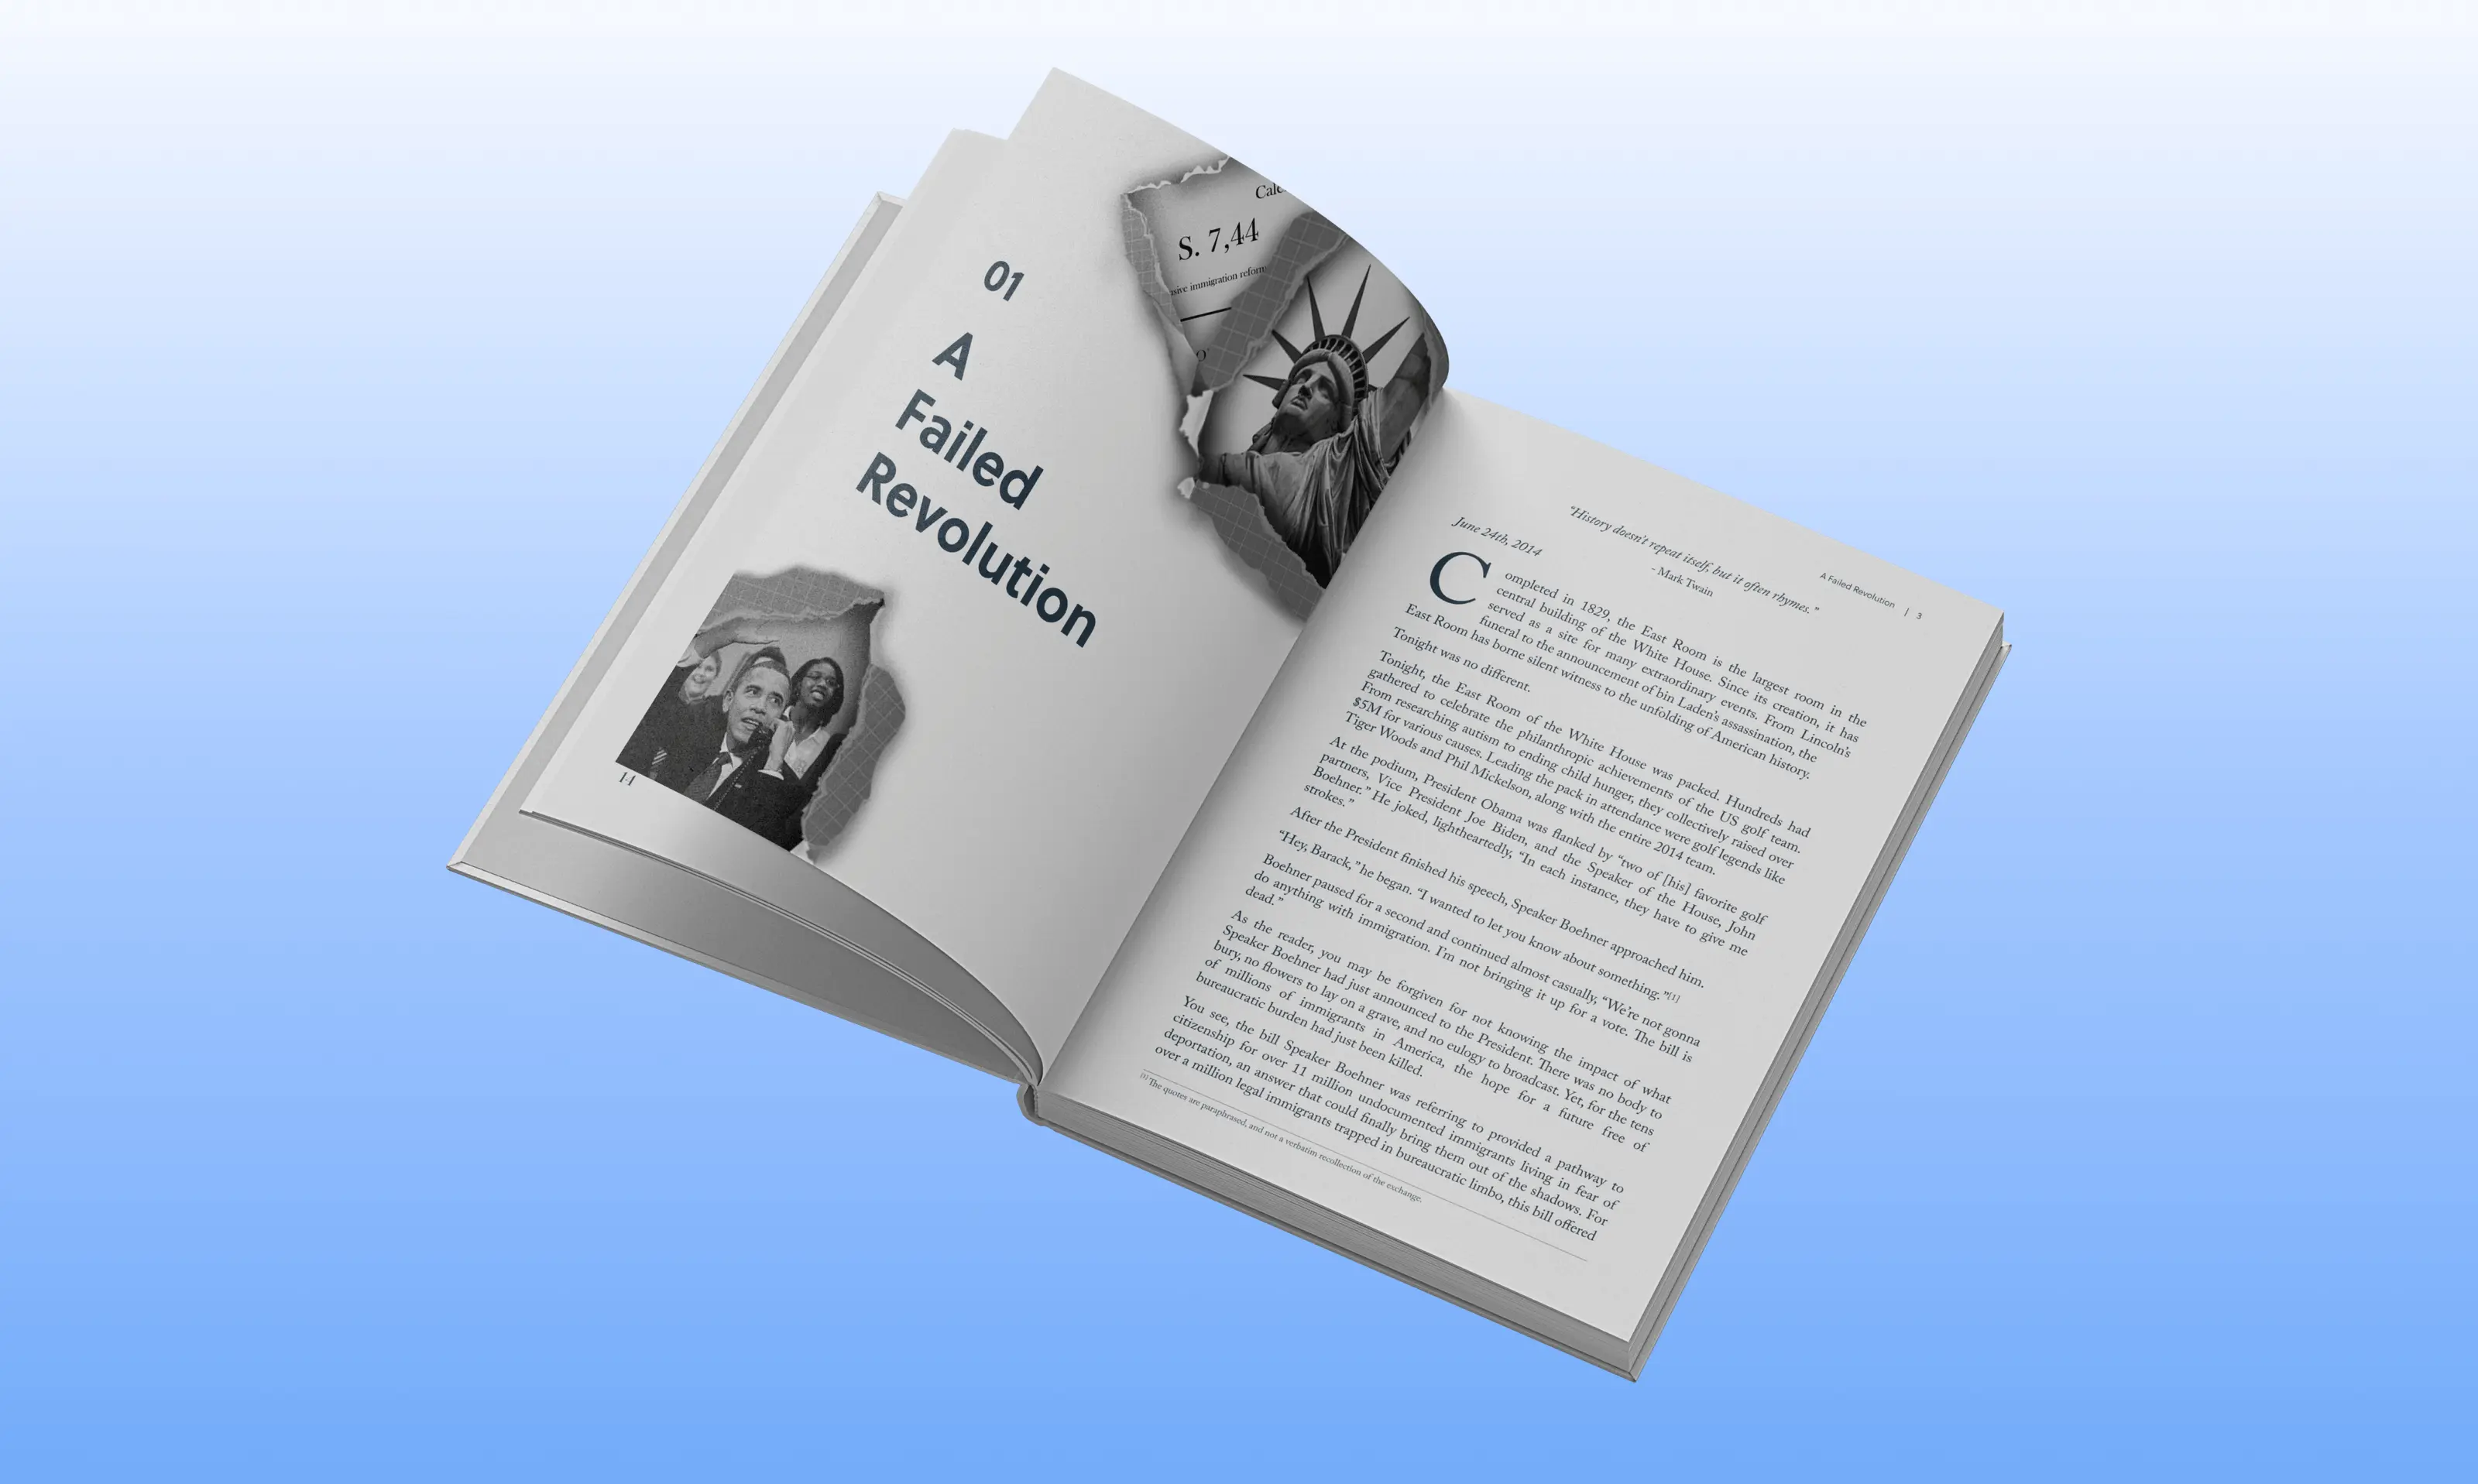 01
A
Failed
Revolution
Cale
S. 7,44
sive immigration reform
14
A Failed Revolution | 3
“History doesn’t repeat itself, but it often rhymes.”
- Mark Twain
June 24th, 2014
Completed in 1829, the East Room is the largest room in the
central building of the White House. Since its creation, it has
served as a site for many extraordinary events. From Lincoln’s
funeral to the announcement of bin Laden’s assassination, the
East Room has borne silent witness to the unfolding of American history.
Tonight was no different.
Tonight, the East Room of the White House was packed. Hundreds had
gathered to celebrate the philanthropic achievements of the US golf team.
From researching autism to ending child hunger, they collectively raised over
$5M for various causes. Leading the pack in attendance were golf legends like
Tiger Woods and Phil Mickelson, along with the entire 2014 team.
At the podium, President Obama was flanked by “two of [his] favorite golf
partners, Vice President Joe Biden, and the Speaker of the House, John
Boehner.” He joked, lightheartedly, “In each instance, they have to give me
strokes.”
After the President finished his speech, Speaker Boehner approached him.
“Hey, Barack,” he began. “I wanted to let you know about something.”[1]
Boehner paused for a second and continued almost casually, “We’re not gonna
do anything with immigration. I’m not bringing it up for a vote. The bill is
dead.”
As the reader, you may be forgiven for not knowing the impact of what
Speaker Boehner had just announced to the President. There was no body to
bury, no flowers to lay on a grave, and no eulogy to broadcast. Yet, for the tens
of millions of immigrants in America, the hope for a future free of
bureaucratic burden had just been killed.
You see, the bill Speaker Boehner was referring to provided a pathway to
citizenship for over 11 million undocumented immigrants living in fear of
deportation, an answer that could finally bring them out of the shadows. For
over a million legal immigrants trapped in bureaucratic limbo, this bill offered
[1] The quotes are paraphrased, and not a verbatim recollection of the exchange.